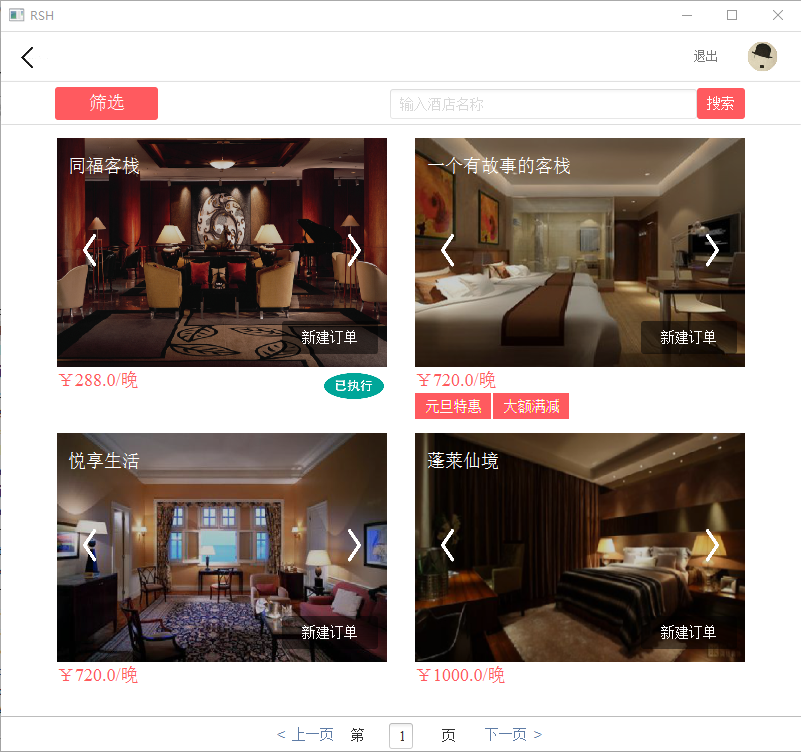 RSH
退出
筛选
输入酒店名称
搜索
同福客栈
一个有故事的客栈
新建订单
新建订单
￥288.0/晚
已执行
￥720.0/晚
元旦特惠
大额满减
悦享生活
蓬莱仙境
新建订单
新建订单
￥720.0/晚
￥1000.0/晚
< 上一页 第 1 页 下一页 >